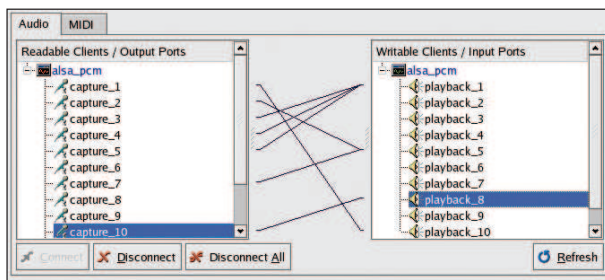 Audio
MIDI
Readable Clients / Output Ports
alsa_pcm
capture_1
capture_2
capture_3
capture_4
capture_5
capture_6
capture_7
capture_8
capture_9
capture_10
Writable Clients / Input Ports
alsa_pcm
playback_1
playback_2
playback_3
playback_4
playback_5
playback_6
playback_7
playback_8
playback_9
playback_10
Connect
Disconnect
Disconnect All
Refresh